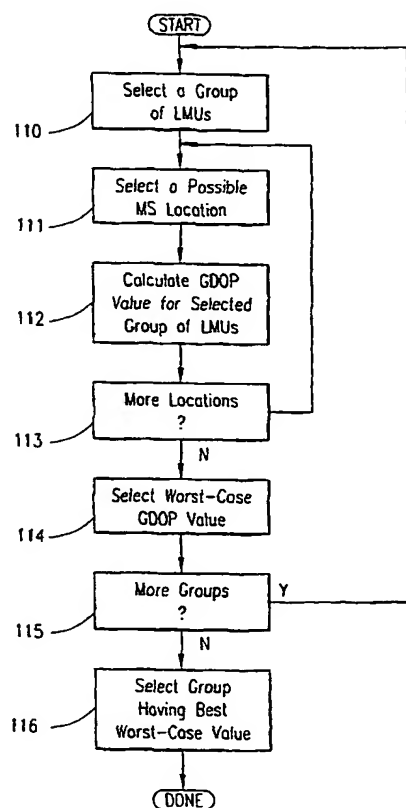 START
110
Select a Group
of LMUs
111
Select a Possible
MS Location
112
Calculate GDOP
Value for Selected
Group of LMUs
113
More Locations
?
N
114
Select Worst-Case
GDOP Value
115
More Groups
?
Y
N
116
Select Group
Having Best
Worst-Case Value
DONE